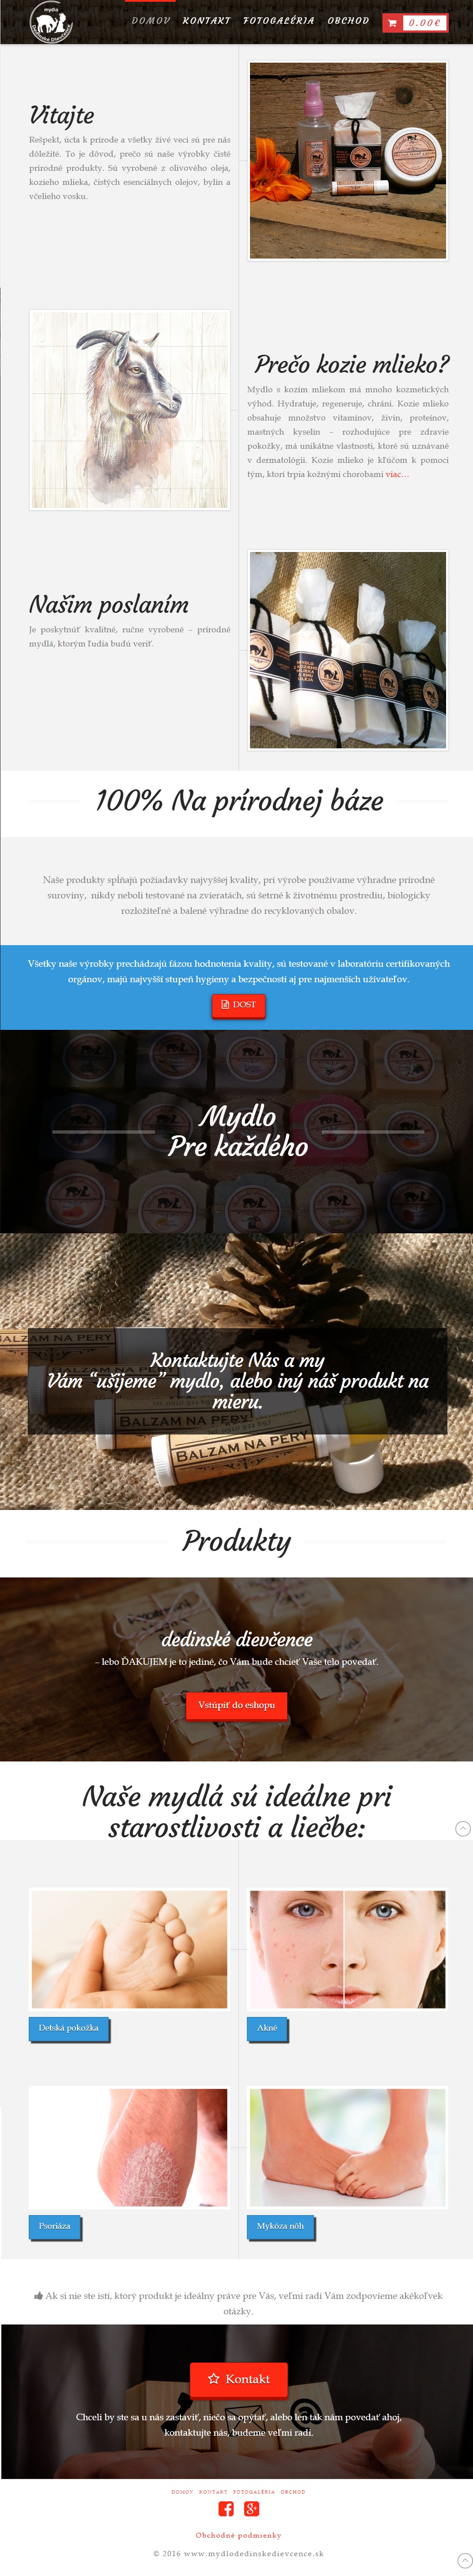 mydlo
DOMOV KONTAKT FOTOGALÉRIA OBCHOD 0.00€
Vitajte
Rešpekt, úcta k prírode a všetky živé veci sú pre nás
dôležité. To je dôvod, prečo sú naše výrobky čisté
prírodné produkty. Sú vyrobené z olivového oleja,
kozieho mlieka, čistých esenciálnych olejov, bylín a
včelieho vosku.
Prečo kozie mlieko?
Mydlo s kozím mliekom má mnoho kozmetických
výhod. Hydratuje, regeneruje, chráni. Kozie mlieko
obsahuje množstvo vitamínov, živín, proteínov,
mastných kyselín – rozhodujúce pre zdravie
pokožky, má unikátne vlastnosti, ktoré sú uznávané
v dermatológii. Kozie mlieko je kľúčom k pomoci
tým, ktorí trpia kožnými chorobami viac…
Našim poslaním
Je poskytnúť kvalitné, ručne vyrobené – prírodné
mydlá, ktorým ľudia budú veriť.
100% Na prírodnej báze
Naše produkty spĺňajú požiadavky najvyššej kvality, pri výrobe používame výhradne prírodné
suroviny, nikdy neboli testované na zvieratách, sú šetrné k životnému prostrediu, biologicky
rozložiteľné a balené výhradne do recyklovaných obalov.
Všetky naše výrobky prechádzajú fázou hodnotenia kvality, sú testované v laboratóriu certifikovaných
orgánov, majú najvyšší stupeň hygieny a bezpečnosti aj pre najmenších užívateľov.
DOST
Mydlo
Pre každého
Kontaktujte Nás a my
Vám “ušijeme” mydlo, alebo iný náš produkt na
mieru.
BALZAM NA PERY
BALZAM NA PERY
BALZAM NA PERY
Produkty
dedinské dievčence
– lebo ĎAKUJEM je to jediné, čo Vám bude chcieť Vaše telo povedať.
Vstúpiť do eshopu
Naše mydlá sú ideálne pri
starostlivosti a liečbe:
Detská pokožka
Akné
Psoriáza
Mykóza nôh
Ak si nie ste istí, ktorý produkt je ideálny práve pre Vás, veľmi radi Vám zodpovieme akékoľvek
otázky.
Kontakt
Chceli by ste sa u nás zastaviť, niečo sa opýtať, alebo len tak nám povedať ahoj,
kontaktujte nás, budeme veľmi radi.
DOMOV KONTAKT FOTOGALÉRIA OBCHOD
Obchodné podmienky
© 2016 www.mydlodedinskedievcence.sk